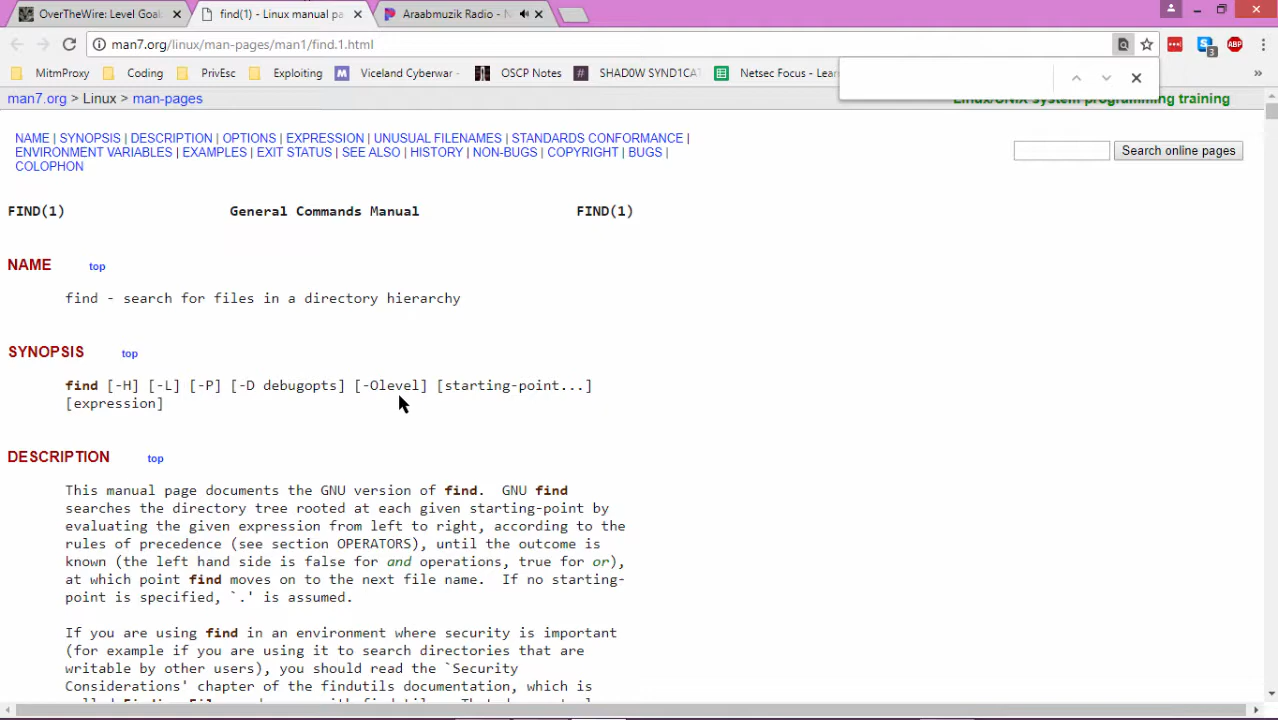 OverTheWire: Level Goal
find(1) - Linux manual pa
Araabmuzik Radio - N
man7.org/linux/man-pages/man1/find.1.html
3
ABP
MitmProxy
Coding
PrivEsc
Exploiting
Viceland Cyberwar -
OSCP Notes
SHAD0W SYND1CAT
Netsec Focus - Learn
»
man7.org > Linux > man-pages
Linux/UNIX system programming training
NAME | SYNOPSIS | DESCRIPTION | OPTIONS | EXPRESSION | UNUSUAL FILENAMES | STANDARDS CONFORMANCE |
ENVIRONMENT VARIABLES | EXAMPLES | EXIT STATUS | SEE ALSO | HISTORY | NON-BUGS | COPYRIGHT | BUGS |
COLOPHON
Search online pages
FIND(1) General Commands Manual FIND(1)
NAME top
find - search for files in a directory hierarchy
SYNOPSIS top
find [-H] [-L] [-P] [-D debugopts] [-Olevel] [starting-point...]
[expression]
DESCRIPTION top
This manual page documents the GNU version of find. GNU find
searches the directory tree rooted at each given starting-point by
evaluating the given expression from left to right, according to the
rules of precedence (see section OPERATORS), until the outcome is
known (the left hand side is false for and operations, true for or),
at which point find moves on to the next file name. If no starting-
point is specified, `.' is assumed.
If you are using find in an environment where security is important
(for example if you are using it to search directories that are
writable by other users), you should read the `Security
Considerations' chapter of the findutils documentation, which is